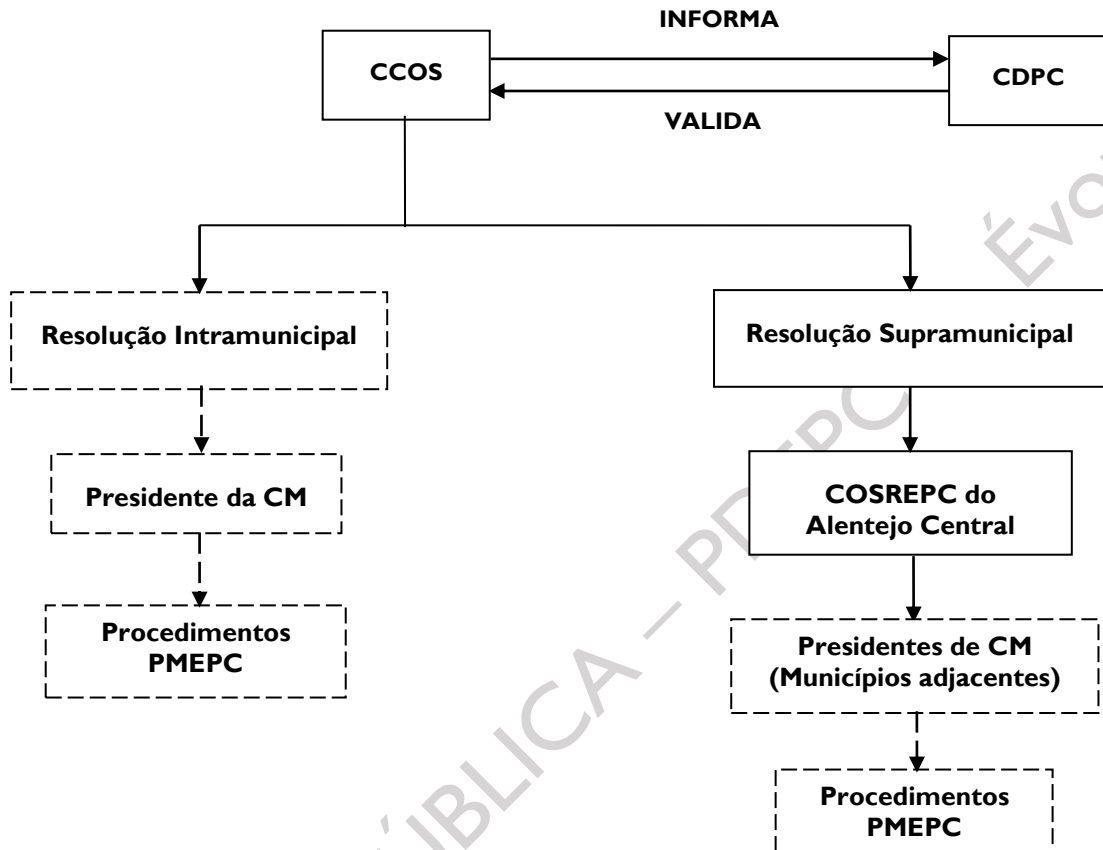 INFORMA
CCOS
CDPC
VALIDA
Resolução Intramunicipal
Resolução Supramunicipal
Presidente da CM
COSREPC do
Alentejo Central
Procedimentos
PMEPC
Presidentes de CM
(Municípios adjacentes)
Procedimentos
PMEPC